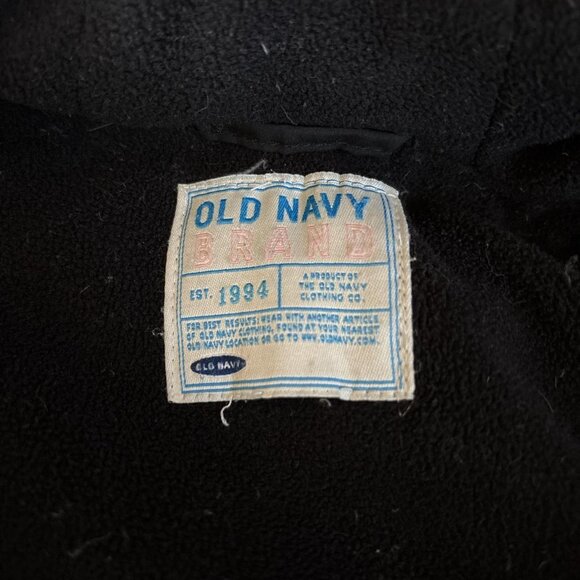 OLD NAVY
BRAND
EST. 1994
A PRODUCT OF
THE OLD NAVY
CLOTHING CO.
FOR BEST RESULTS: WEAR WITH ANOTHER ARTICLE
OF OLD NAVY CLOTHING, FOUND AT YOUR NEAREST
OLD NAVY LOCATION OR GO TO WWW.OLDNAVY.COM.
OLD NAVY